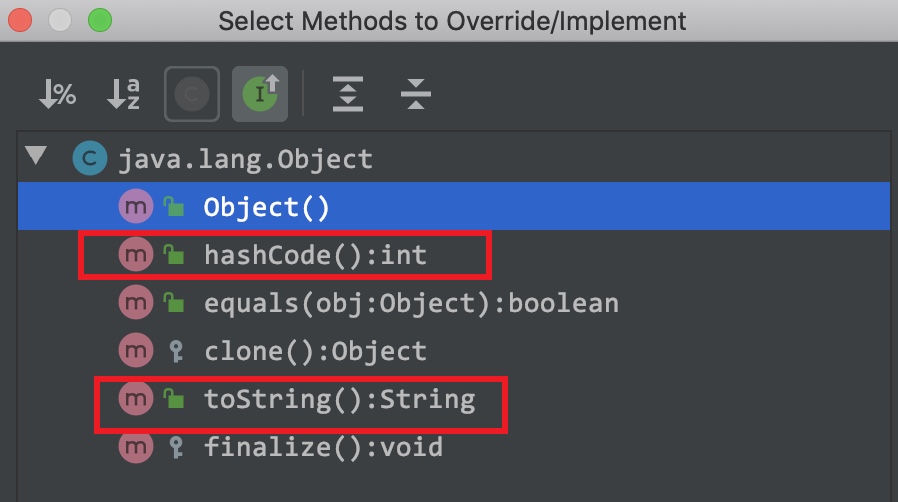 Select Methods to Override/Implement
% a z C I
C java.lang.Object
m Object()
m hashCode():int
m equals(obj:Object):boolean
m clone():Object
m toString():String
m finalize():void